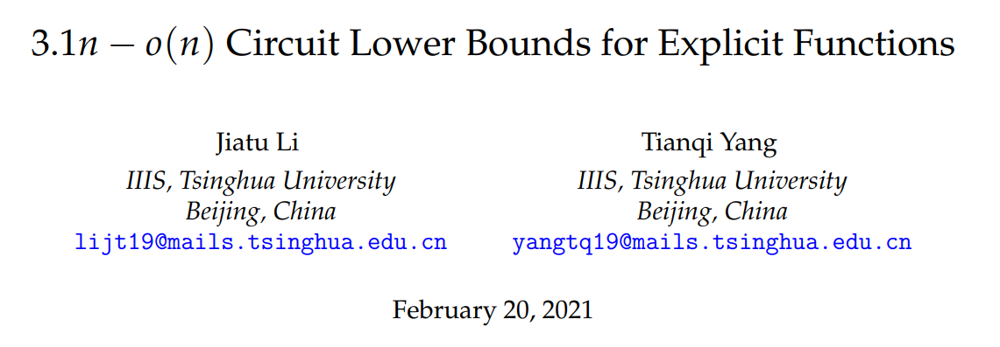 3.1n − o(n) Circuit Lower Bounds for Explicit Functions
Jiatu Li
IIIS, Tsinghua University
Beijing, China
lijt19@mails.tsinghua.edu.cn
Tianqi Yang
IIIS, Tsinghua University
Beijing, China
yangtq19@mails.tsinghua.edu.cn
February 20, 2021